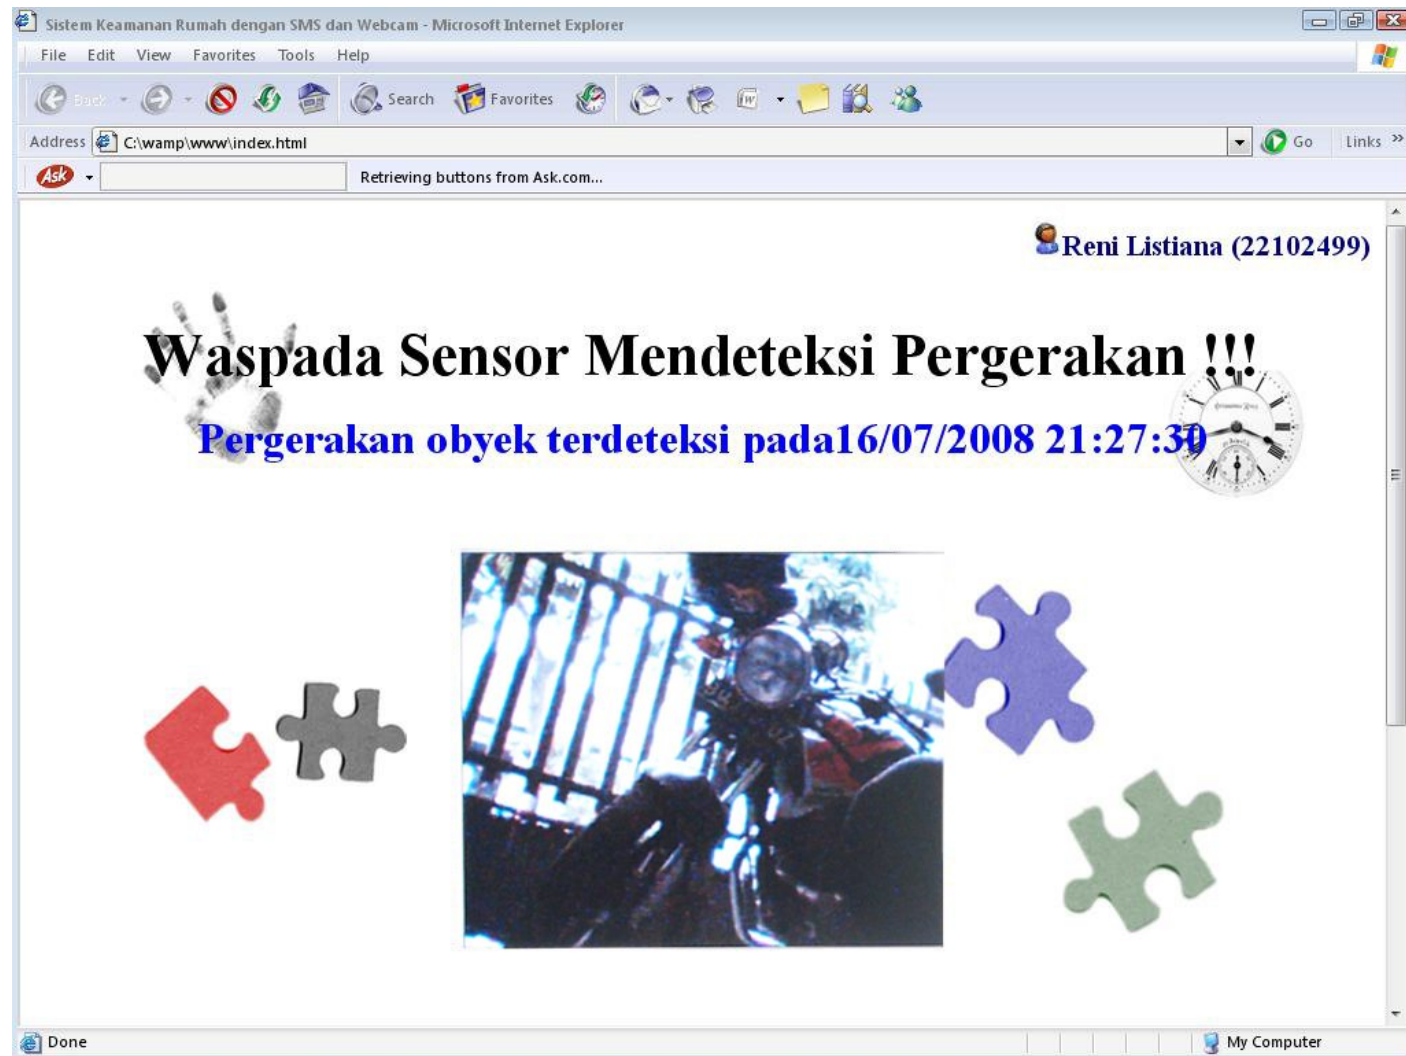 Sistem Keamanan Rumah dengan SMS dan Webcam - Microsoft Internet Explorer
File Edit View Favorites Tools Help
Back Search Favorites
Address C:\wamp\www\index.html Go Links »
Ask Retrieving buttons from Ask.com...
Reni Listiana (22102499)
Waspada Sensor Mendeteksi Pergerakan !!!
Pergerakan obyek terdeteksi pada16/07/2008 21:27:30
Done My Computer